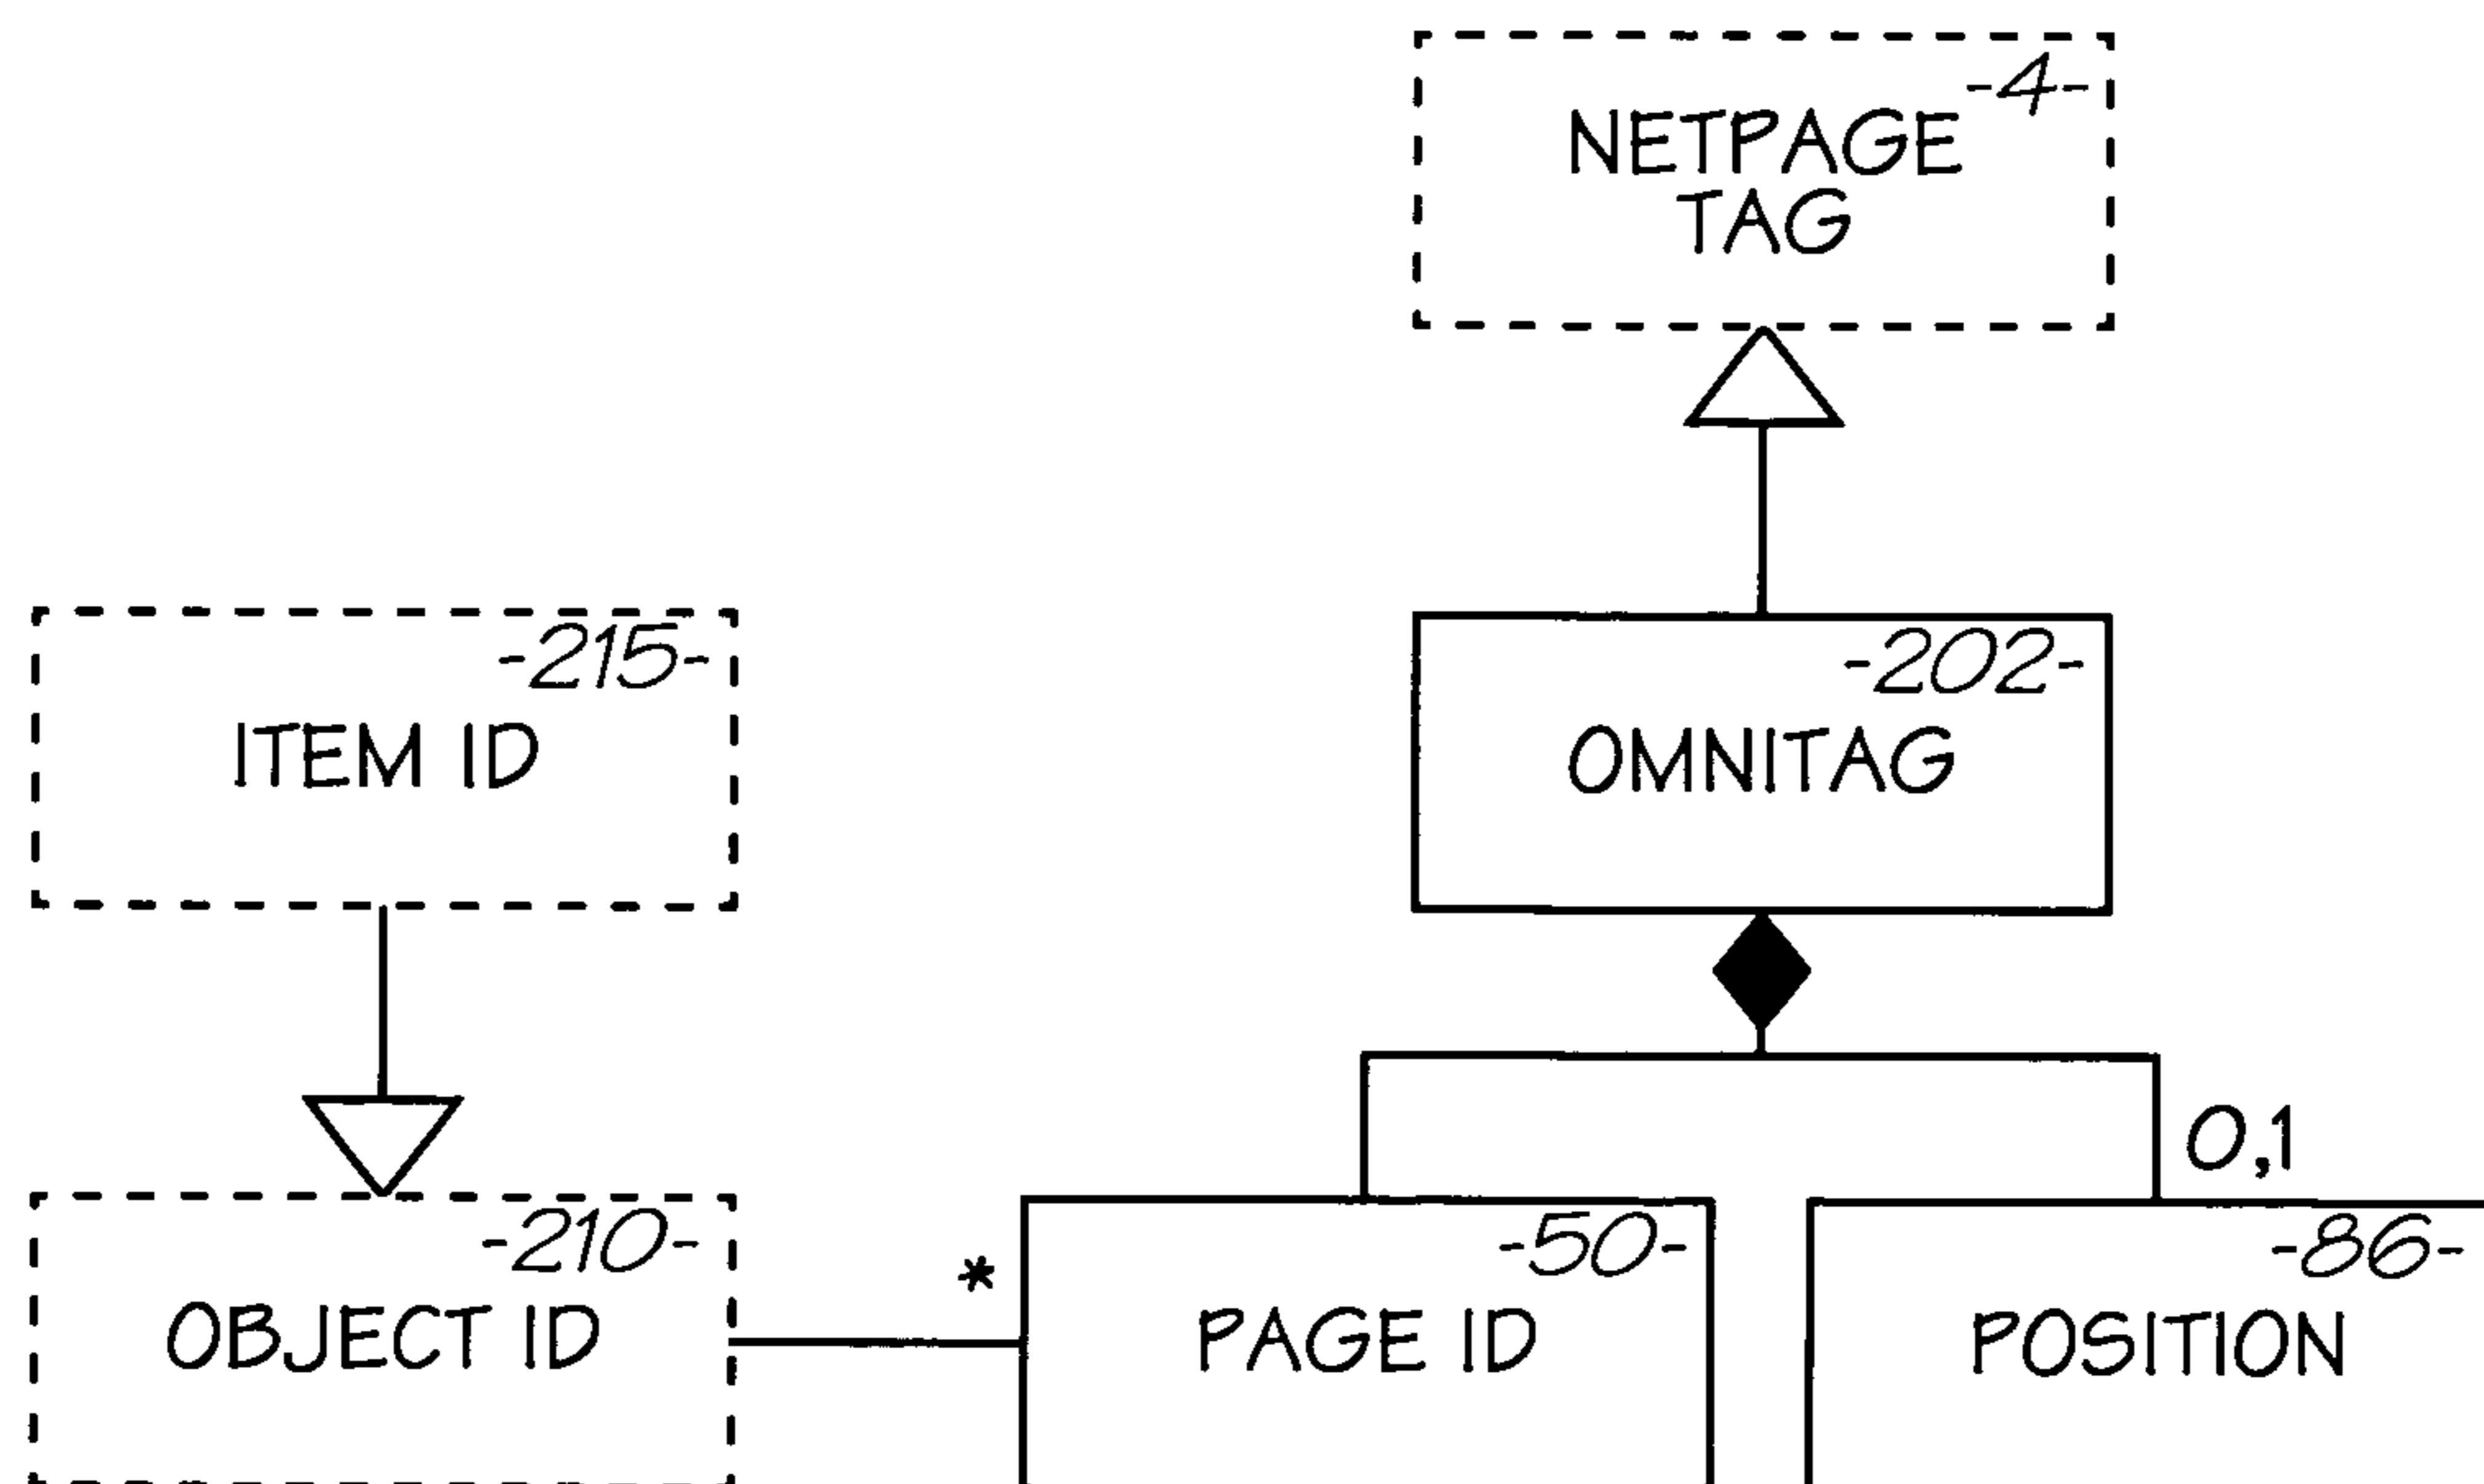 -4-
NETPAGE
TAG
-215-
ITEM ID
-202-
OMNITAG
0,1
-210-
OBJECT ID
*
-50-
PAGE ID
-86-
POSITION